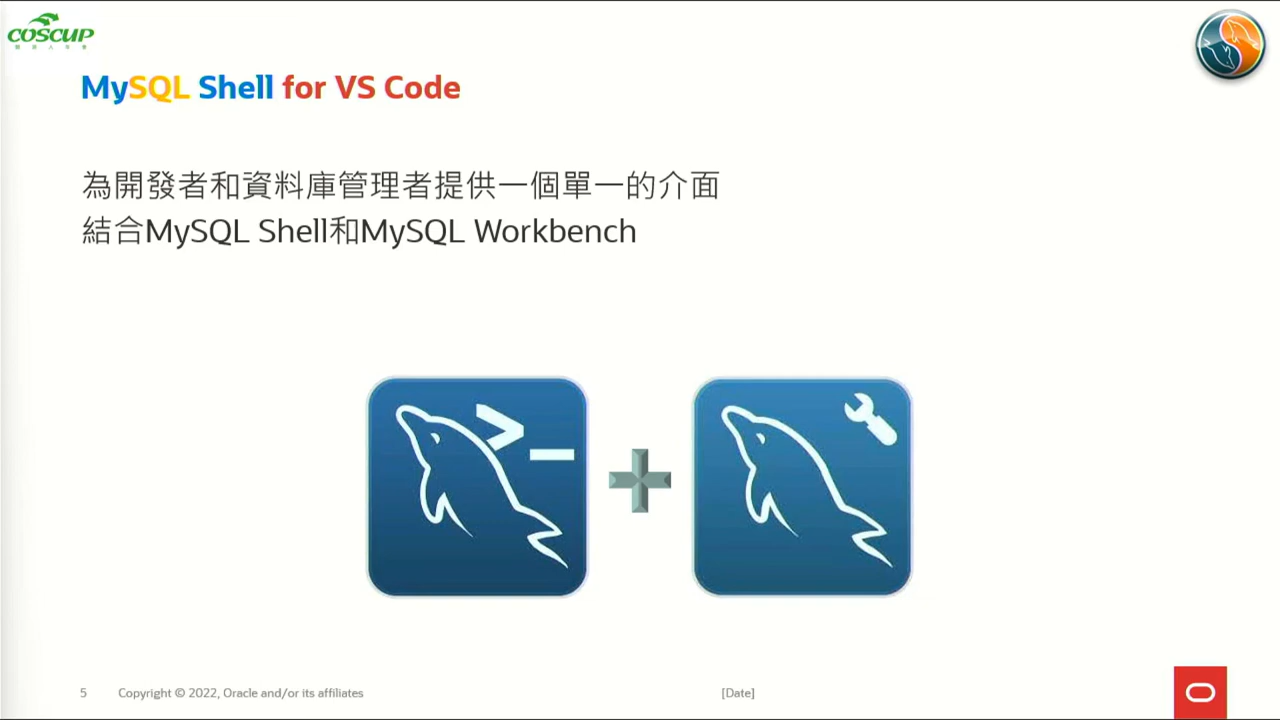 COSCUP
MySQL Shell for VS Code
為開發者和資料庫管理者提供一個單一的介面
結合MySQL Shell和MySQL Workbench
5 Copyright © 2022, Oracle and/or its affiliates [Date]